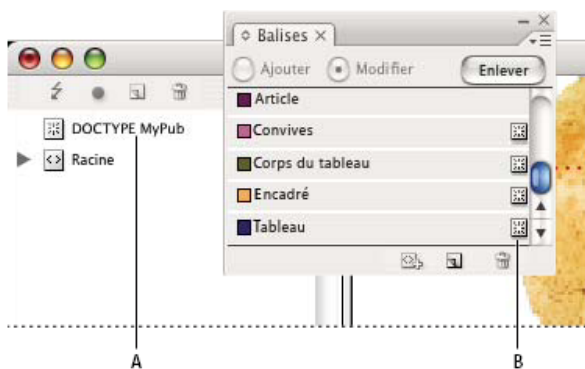 Balises
Ajouter Modifier Enlever
Article
DOCTYPE MyPub
Convives
Racine
Corps du tableau
Encadré
Tableau
A B